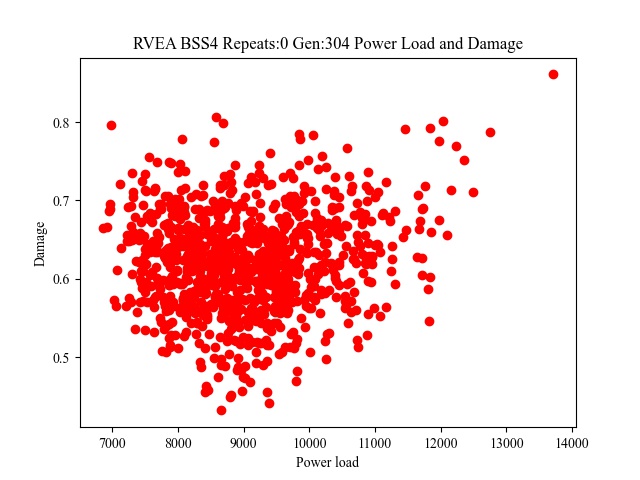 RVEA BSS4 Repeats:0 Gen:304 Power Load and Damage
0.8
0.7
0.6
0.5
Damage
7000 8000 9000 10000 11000 12000 13000 14000
Power load